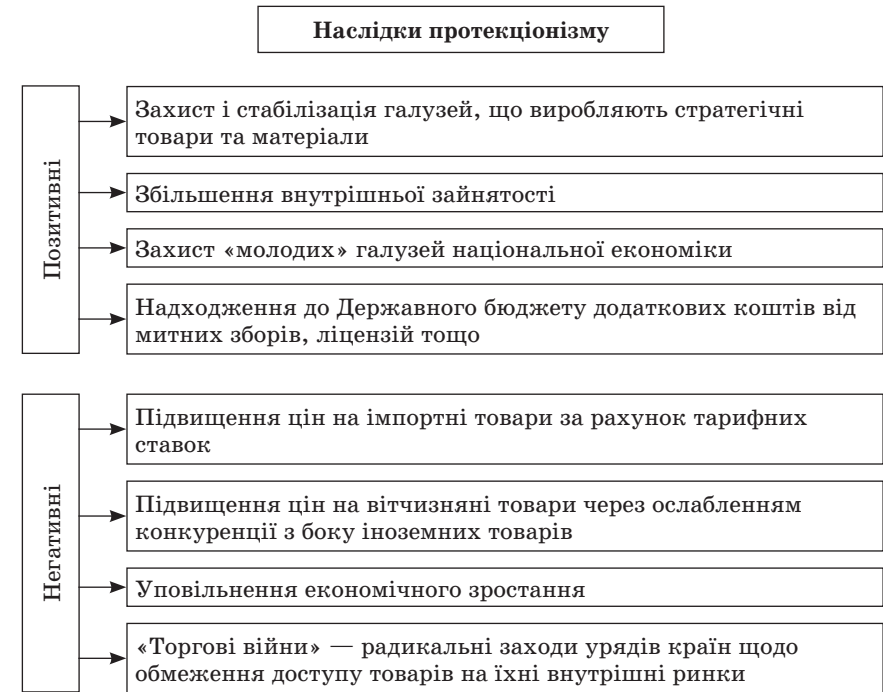 Наслідки протекціонізму
Позитивні
Захист і стабілізація галузей, що виробляють стратегічні
товари та матеріали
Збільшення внутрішньої зайнятості
Захист «молодих» галузей національної економіки
Надходження до Державного бюджету додаткових коштів від
митних зборів, ліцензій тощо
Негативні
Підвищення цін на імпортні товари за рахунок тарифних
ставок
Підвищення цін на вітчизняні товари через ослабленням
конкуренції з боку іноземних товарів
Уповільнення економічного зростання
«Торгові війни» — радикальні заходи урядів країн щодо
обмеження доступу товарів на їхні внутрішні ринки